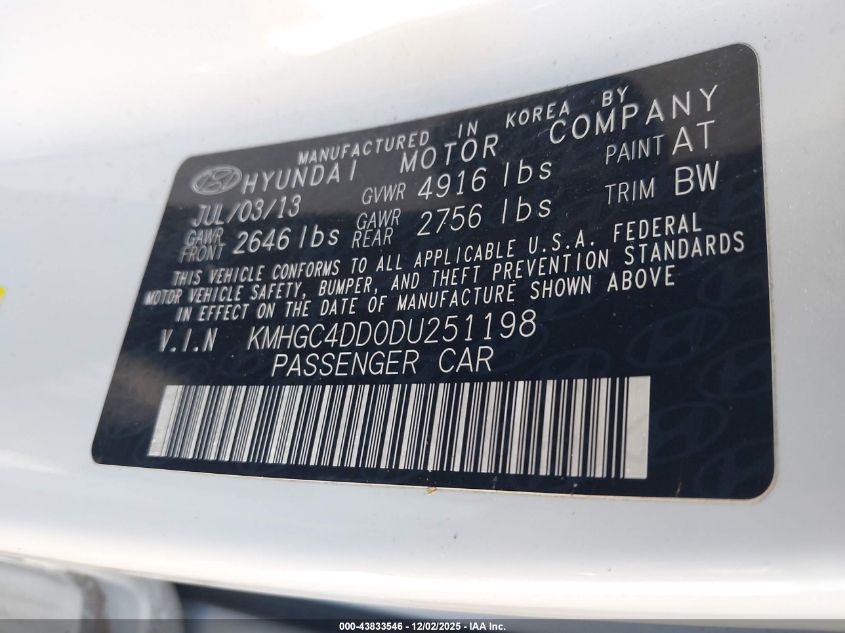 MANUFACTURED IN KOREA BY
HYUNDAI MOTOR COMPANY
JUL/03/13 GVWR 4916 lbs PAINT AT
GAWR FRONT 2646 lbs GAWR REAR 2756 lbs TRIM BW
THIS VEHICLE CONFORMS TO ALL APPLICABLE U.S.A. FEDERAL
MOTOR VEHICLE SAFETY, BUMPER, AND THEFT PREVENTION STANDARDS
IN EFFECT ON THE DATE OF MANUFACTURE SHOWN ABOVE
V.I.N KMHGC4DD0DU251198
PASSENGER CAR
000-43833546 • 12/02/2025 • IAA Inc.